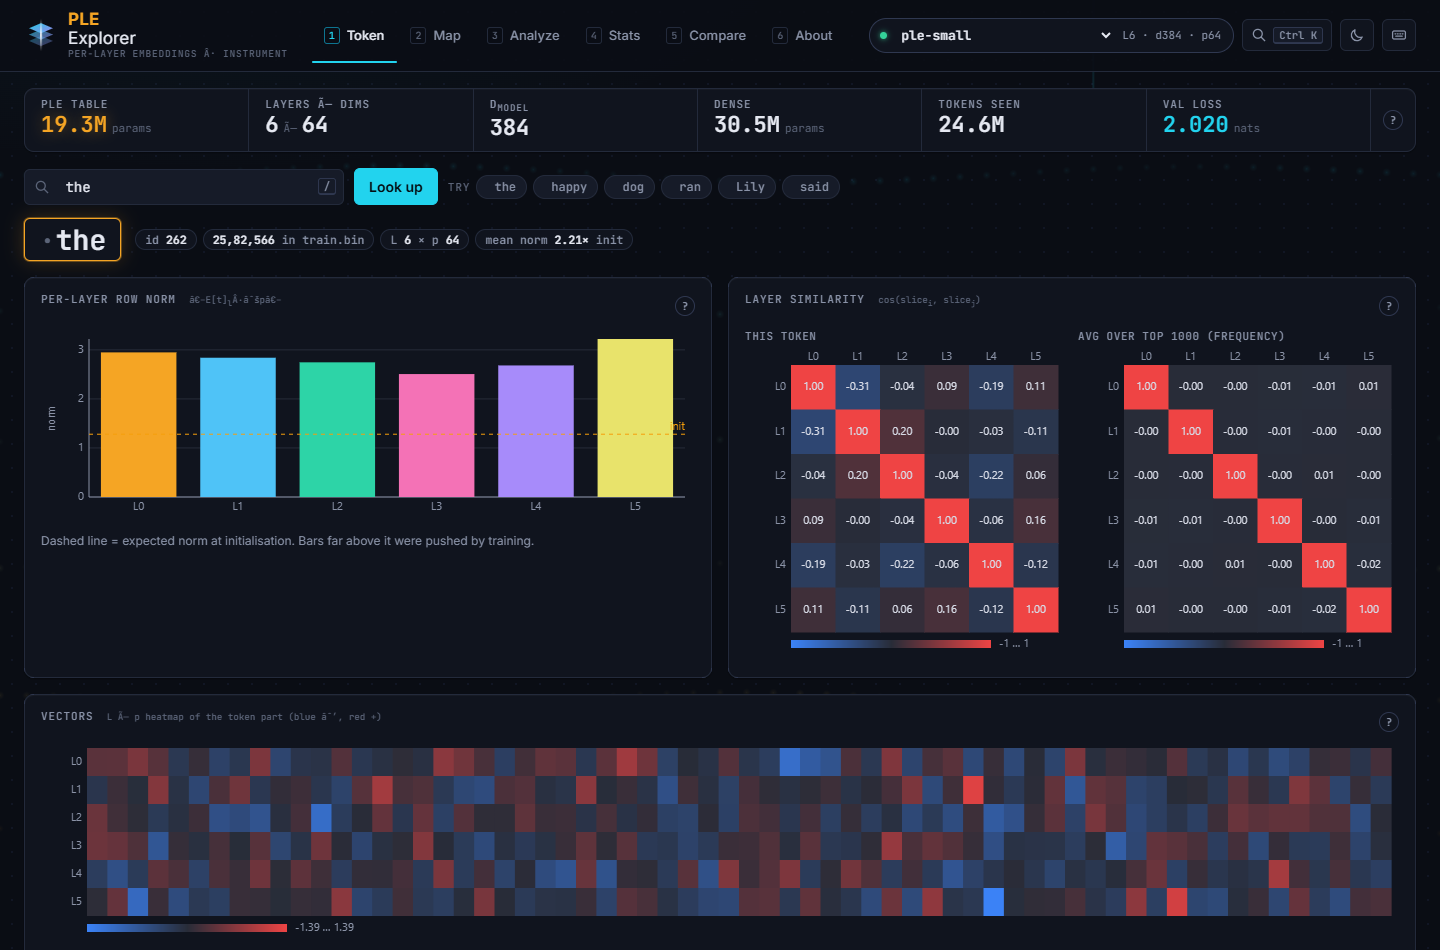 PLE
Explorer
PER-LAYER EMBEDDINGS Â· INSTRUMENT
1 Token
2 Map
3 Analyze
4 Stats
5 Compare
6 About
ple-small
L6 · d384 · p64
Ctrl K
PLE TABLE
19.3M params
LAYERS Ã— DIMS
6 Ã— 64
DMODEL
384
DENSE
30.5M params
TOKENS SEEN
24.6M
VAL LOSS
2.020 nats
?
the
/
Look up
TRY
the
happy
dog
ran
Lily
said
·the
id 262
25,82,566 in train.bin
L 6 × p 64
mean norm 2.21× init
PER-LAYER ROW NORM
?
3
2
1
0
norm
init
L0 L1 L2 L3 L4 L5
Dashed line = expected norm at initialisation. Bars far above it were pushed by training.
LAYER SIMILARITY cos(slicei, slicej)
?
THIS TOKEN
L0 L1 L2 L3 L4 L5
L0 1.00 -0.31 -0.04 0.09 -0.19 0.11
L1 -0.31 1.00 0.20 -0.00 -0.03 -0.11
L2 -0.04 0.20 1.00 -0.04 -0.22 0.06
L3 0.09 -0.00 -0.04 1.00 -0.06 0.16
L4 -0.19 -0.03 -0.22 -0.06 1.00 -0.12
L5 0.11 -0.11 0.06 0.16 -0.12 1.00
-1 ... 1
AVG OVER TOP 1000 (FREQUENCY)
L0 L1 L2 L3 L4 L5
L0 1.00 -0.00 -0.00 -0.01 -0.01 0.01
L1 -0.00 1.00 -0.00 -0.01 -0.00 -0.00
L2 -0.00 -0.00 1.00 -0.00 0.01 -0.00
L3 -0.01 -0.01 -0.00 1.00 -0.00 -0.01
L4 -0.01 -0.00 0.01 -0.00 1.00 -0.02
L5 0.01 -0.00 -0.00 -0.01 -0.02 1.00
-1 ... 1
VECTORS L Ã— p heatmap of the token part (blue âˆ’, red +)
?
L0
L1
L2
L3
L4
L5
-1.39 ... 1.39